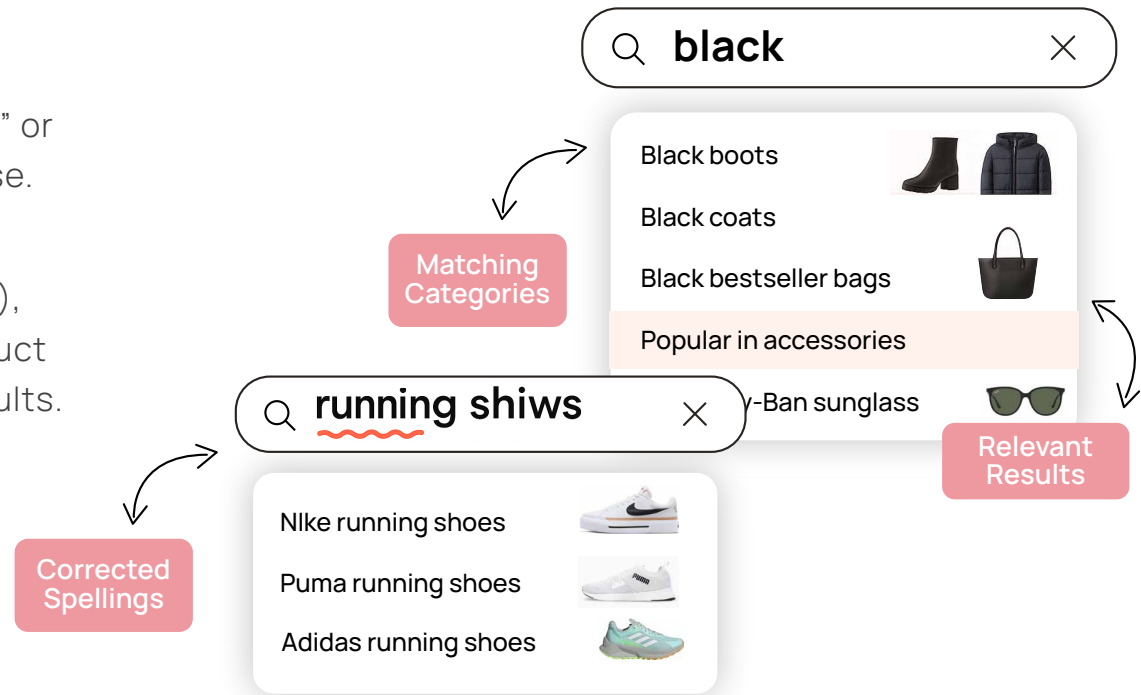 ” or
se.
),
uct
ults.
black
Black boots
Black coats
Black bestseller bags
Popular in accessories
y-Ban sunglass
Matching
Categories
Relevant
Results
running shiws
NIke running shoes
Puma running shoes
Adidas running shoes
Corrected
Spellings